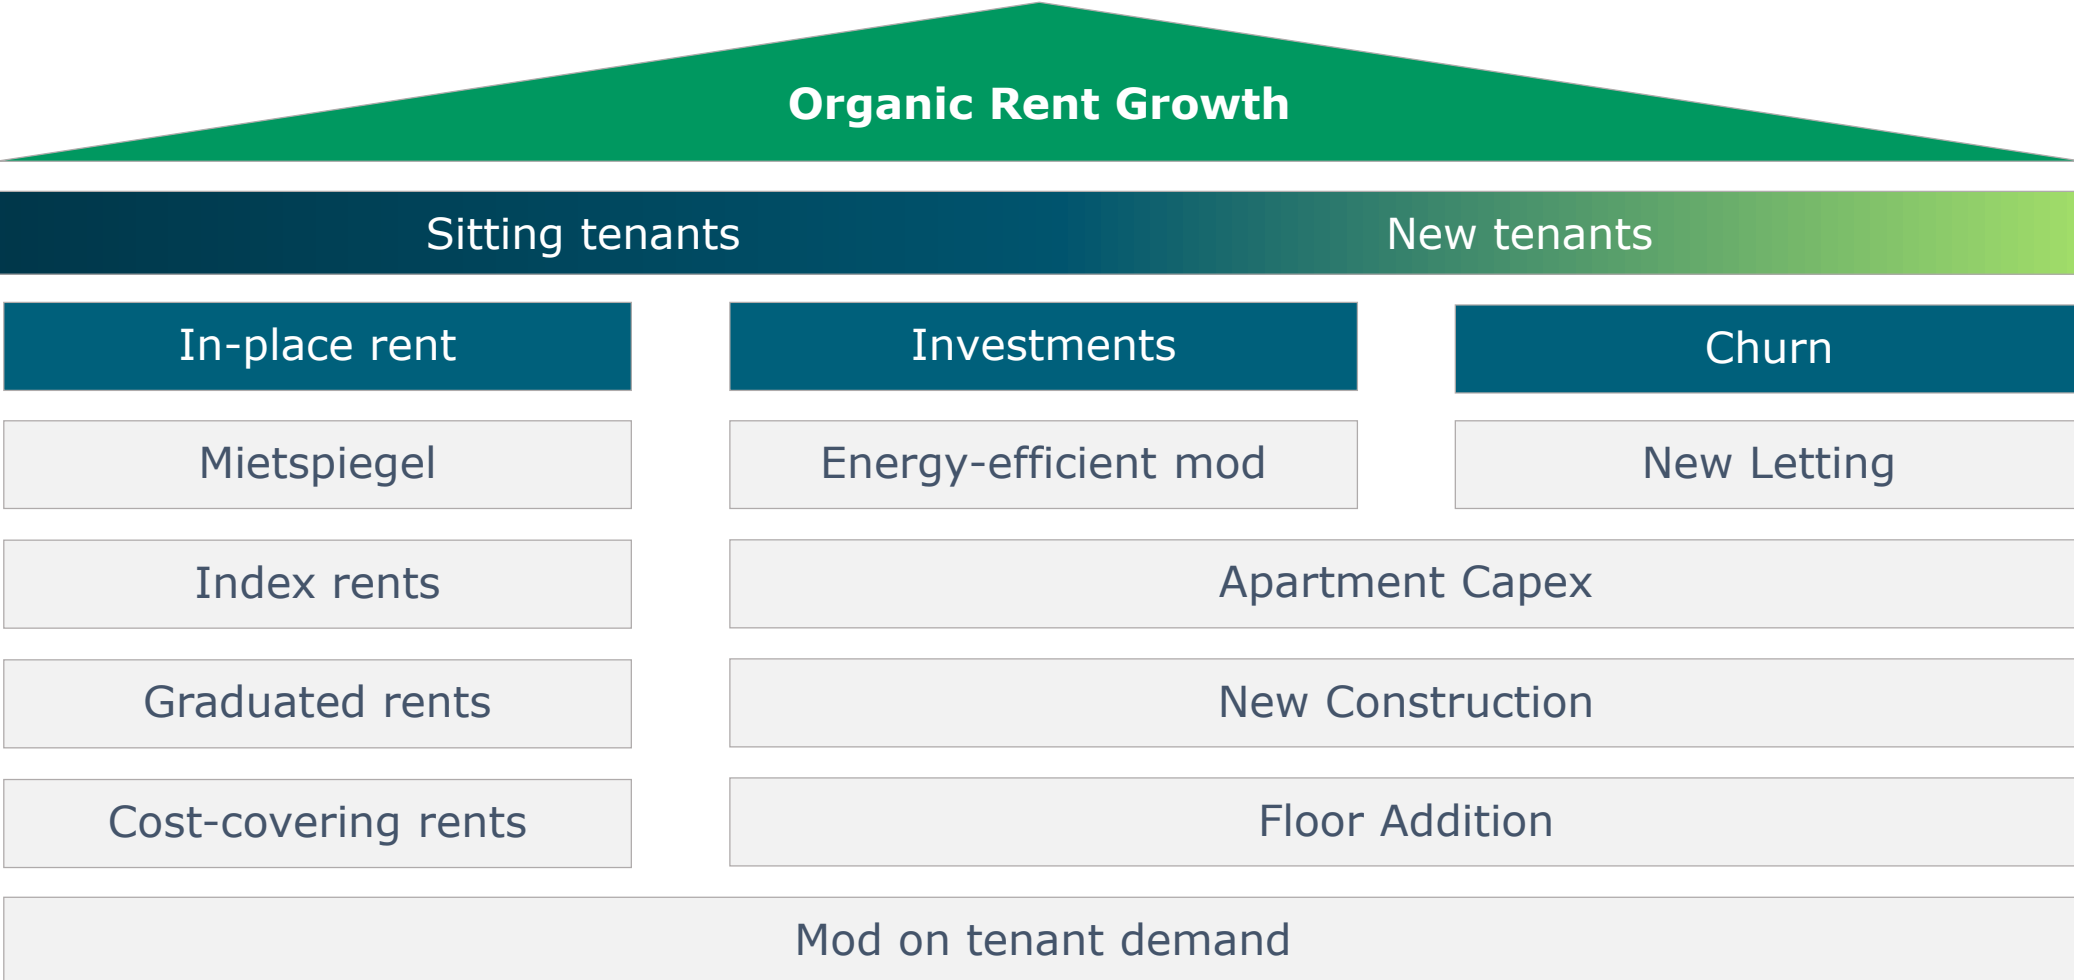 Organic Rent Growth
Sitting tenants
New tenants
In-place rent
Investments
Churn
Mietspiegel
Energy-efficient mod
New Letting
Index rents
Apartment Capex
Graduated rents
New Construction
Cost-covering rents
Floor Addition
Mod on tenant demand